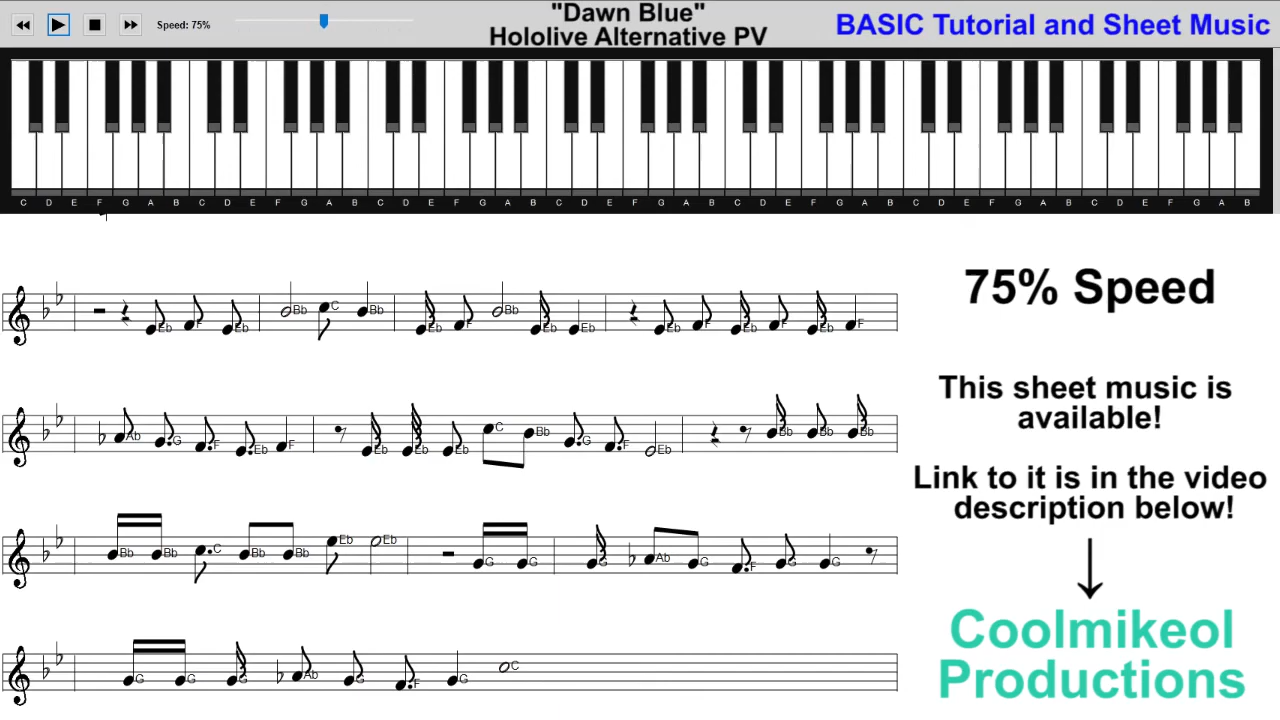 Speed: 75%
"Dawn Blue"
Hololive Alternative PV
BASIC Tutorial and Sheet Music
C D E F G A B C D E F G A B C D E F G A B C D E F G A B C D E F G A B C D E F G A B C D E F G A B
75% Speed
Eb F Eb Bb C Bb Eb F Bb Eb Eb Eb F Eb F Eb F
This sheet music is
available!
Ab G F Eb F Eb Eb Eb C Bb G F Eb Bb Bb Bb
Link to it is in the video
description below!
Bb Bb C Bb Bb Eb Eb G G G Ab G F G G
Coolmikeol
Productions
G G G Ab G F G C